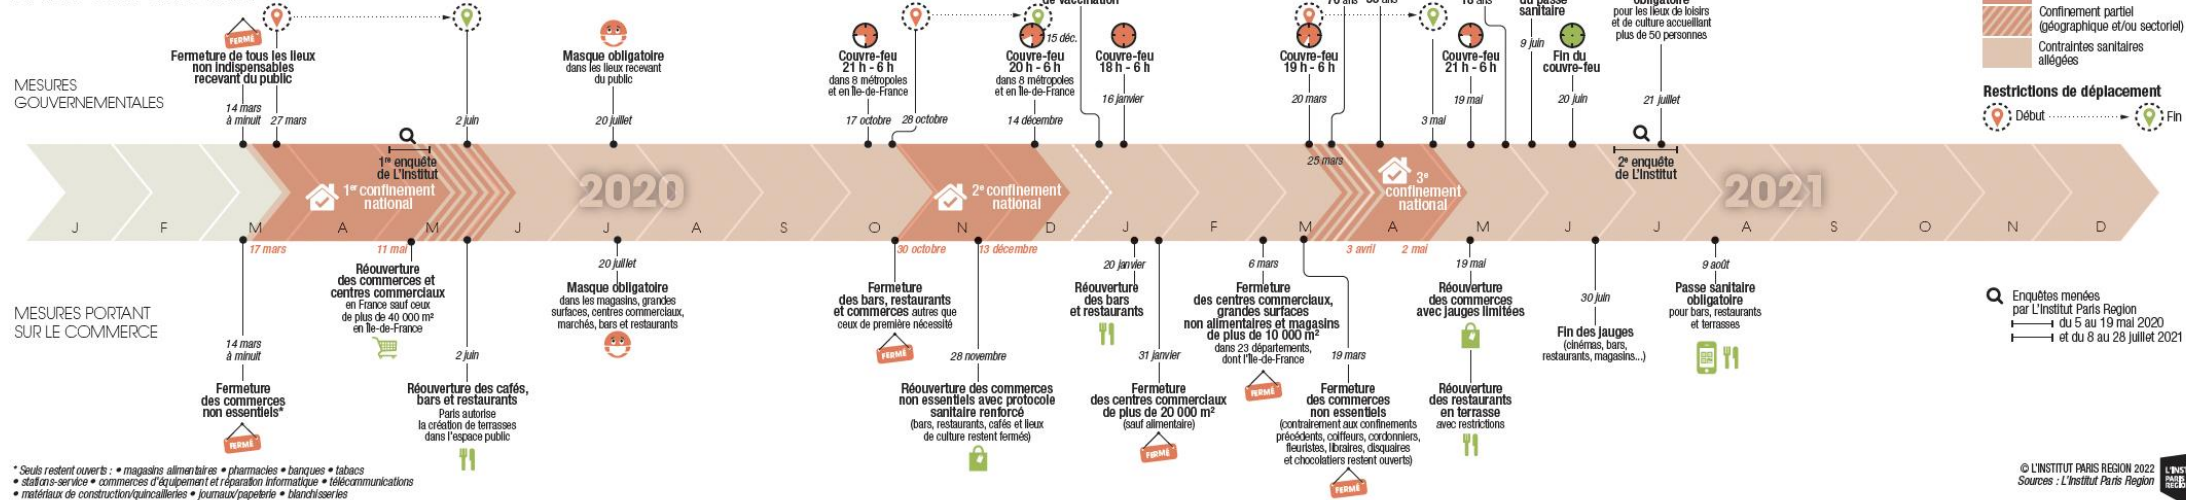 de vaccination
sanitaire
pour les lieux de loisirs
et de culture accueillant
plus de 50 personnes
Confinement partiel
(géographique et/ou sectoriel)
Contraintes sanitaires
allégées
Restrictions de déplacement
Début
Fin
MESURES
GOUVERNEMENTALES
FERMÉ
Fermeture de tous les lieux
non indispensables
recevant du public
14 mars
à minuit
27 mars
2 juin
Masque obligatoire
dans les lieux recevant
du public
20 juillet
Couvre-feu
21 h - 6 h
dans 8 métropoles
et en Île-de-France
17 octobre
28 octobre
15 déc.
Couvre-feu
20 h - 6 h
dans 8 métropoles
et en Île-de-France
14 décembre
Couvre-feu
18 h - 6 h
16 janvier
Couvre-feu
19 h - 6 h
20 mars
25 mars
3 mai
Couvre-feu
21 h - 6 h
19 mai
9 juin
Fin du
couvre-feu
20 juin
21 juillet
1re enquête
de L'Institut
2e enquête
de L'Institut
1er confinement
national
2020
2e confinement
national
3e
confinement
national
2021
J F M A M J J A S O N D J F M A M J J A S O N D
17 mars
11 mai
30 octobre
13 décembre
3 avril
2 mai
MESURES PORTANT
SUR LE COMMERCE
14 mars
à minuit
Fermeture
des commerces
non essentiels*
FERMÉ
Réouverture
des commerces et
centres commerciaux
en France sauf ceux
de plus de 40 000 m²
en Île-de-France
2 juin
Réouverture des cafés,
bars et restaurants
Paris autorise
la création de terrasses
dans l'espace public
20 juillet
Masque obligatoire
dans les magasins, grandes
surfaces, centres commerciaux,
marchés, bars et restaurants
Fermeture
des bars, restaurants
et commerces autres que
ceux de première nécessité
FERMÉ
28 novembre
Réouverture des commerces
non essentiels avec protocole
sanitaire renforcé
(bars, restaurants, cafés et lieux
de culture restent fermés)
20 janvier
Réouverture
des bars
et restaurants
31 janvier
Fermeture
des centres commerciaux
de plus de 20 000 m²
(sauf alimentaire)
FERMÉ
6 mars
Fermeture
des centres commerciaux,
grandes surfaces
non alimentaires et magasins
de plus de 10 000 m²
dans 23 départements,
dont l'Île-de-France
FERMÉ
19 mars
Fermeture
des commerces
non essentiels
(contrairement aux confinements
précédents, coiffeurs, cordonniers,
fleuristes, libraires, disquaires
et chocolatiers restent ouverts)
FERMÉ
19 mai
Réouverture
des commerces
avec jauges limitées
Réouverture
des restaurants
en terrasse
avec restrictions
30 juin
Fin des jauges
(cinémas, bars,
restaurants, magasins...)
9 août
Passe sanitaire
obligatoire
pour bars, restaurants
et terrasses
Enquêtes menées
par L'Institut Paris Region
du 5 au 19 mai 2020
et du 8 au 28 juillet 2021
* Seuls restent ouverts : • magasins alimentaires • pharmacies • banques • tabacs
• stations-service • commerces d'équipement et réparation informatique • télécommunications
• matériaux de construction/quincailleries • journaux/papeterie • blanchisseries
© L'INSTITUT PARIS REGION 2022
Sources : L'Institut Paris Region